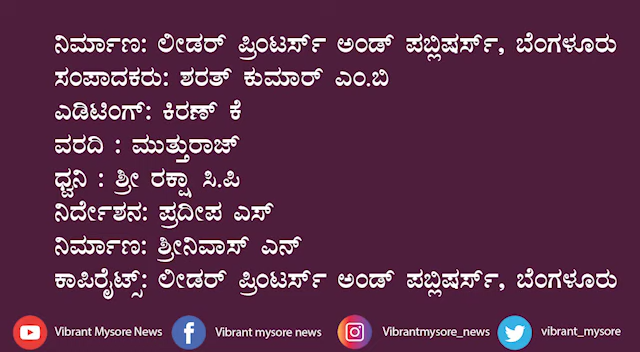 ನಿರ್ಮಾಣ: ಲೀಡರ್ ಪ್ರಿಂಟರ್ಸ್ ಅಂಡ್ ಪಬ್ಲಿಷರ್ಸ್, ಬೆಂಗಳೂರು
ಸಂಪಾದಕರು: ಶರತ್ ಕುಮಾರ್ ಎಂ.ಬಿ
ಎಡಿಟಿಂಗ್: ಕಿರಣ್ ಕೆ
ವರದಿ : ಮುತ್ತುರಾಜ್
ಧ್ವನಿ : ಶ್ರೀ ರಕ್ಷಾ ಸಿ.ಪಿ
ನಿರ್ದೇಶನ: ಪ್ರದೀಪ ಎಸ್
ನಿರ್ಮಾಣ: ಶ್ರೀನಿವಾಸ್ ಎನ್
ಕಾಪಿರೈಟ್ಸ್: ಲೀಡರ್ ಪ್ರಿಂಟರ್ಸ್ ಅಂಡ್ ಪಬ್ಲಿಷರ್ಸ್, ಬೆಂಗಳೂರು
Vibrant Mysore News Vibrant mysore news Vibrantmysore_news vibrant_mysore